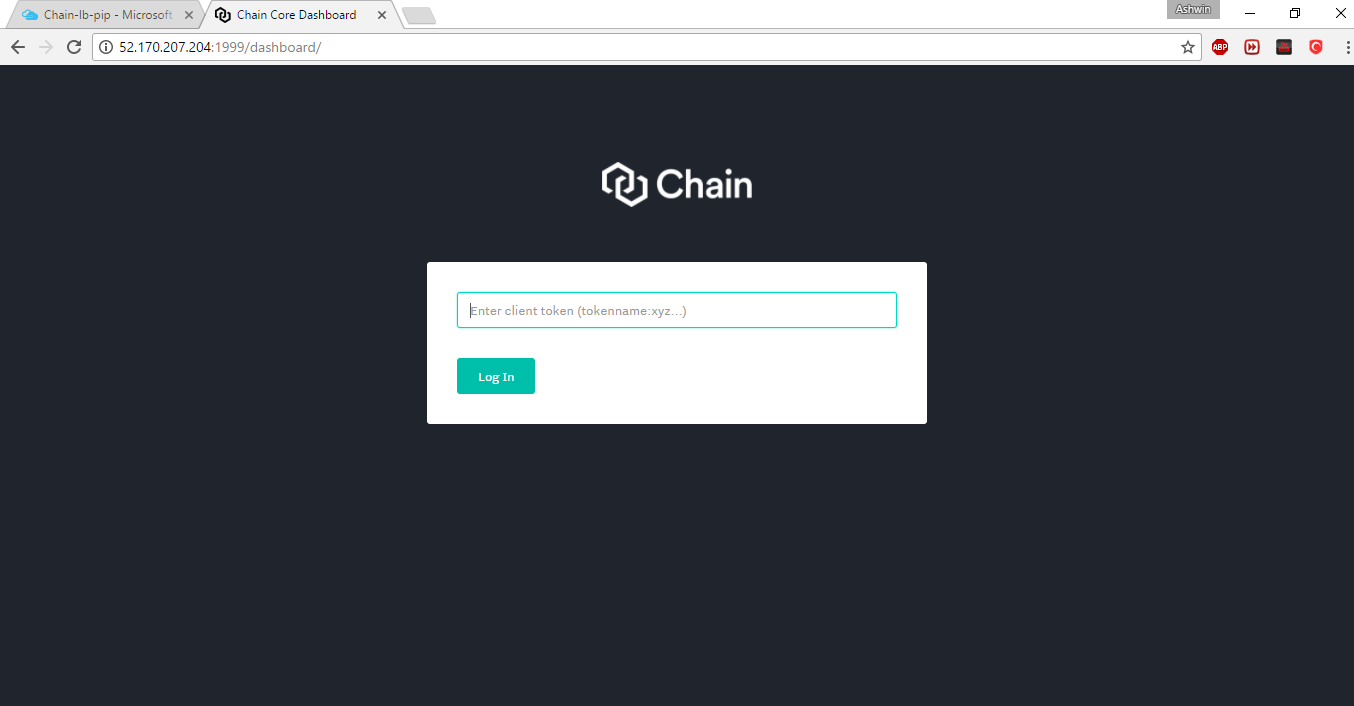 Chain-lb-pip - Microsoft
Chain Core Dashboard
Ashwin
52.170.207.204:1999/dashboard/
ABP
Chain
Enter client token (tokenname:xyz...)
Log In